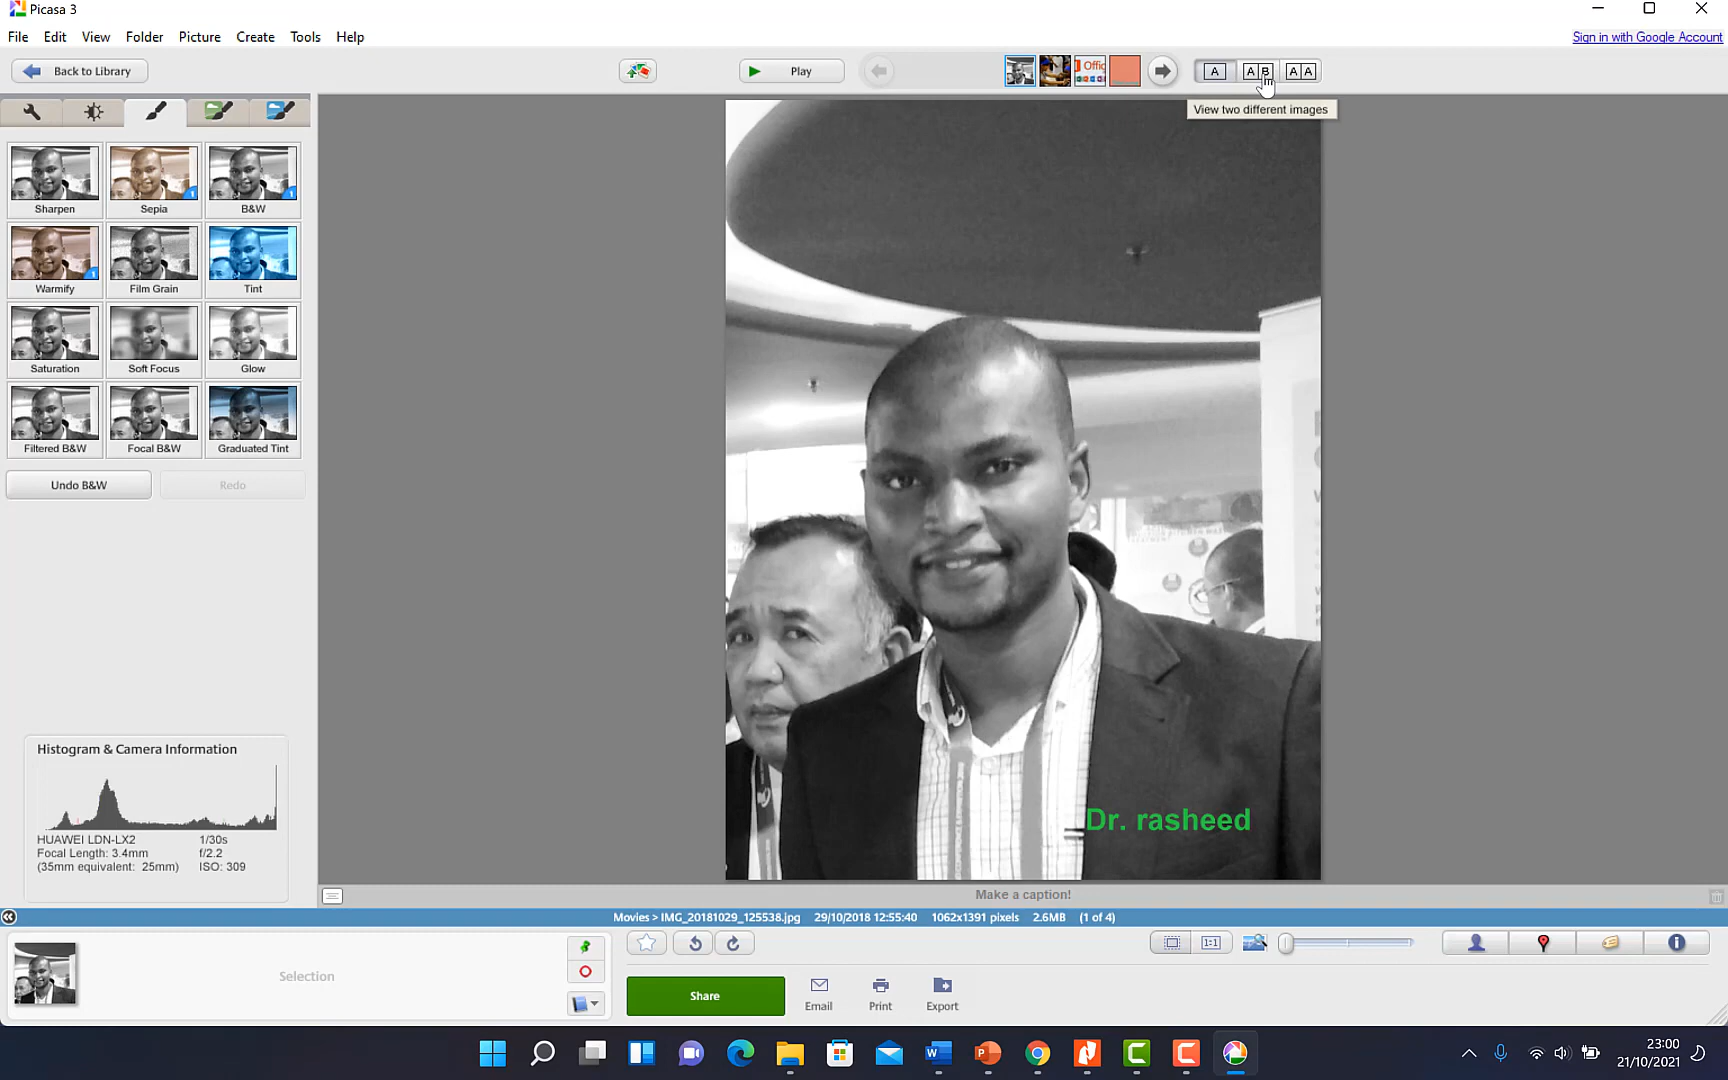 Picasa 3
File Edit View Folder Picture Create Tools Help
Sign in with Google Account
Back to Library
Play
Offic
A
A B
A A
View two different images
Sharpen Sepia B&W
Warmify Film Grain Tint
Saturation Soft Focus Glow
Filtered B&W Focal B&W Graduated Tint
Undo B&W Redo
Histogram & Camera Information
HUAWEI LDN-LX2 1/30s
Focal Length: 3.4mm f/2.2
(35mm equivalent: 25mm) ISO: 309
Dr. rasheed
Make a caption!
Movies > IMG_20181029_125538.jpg 29/10/2018 12:55:40 1062x1391 pixels 2.6MB (1 of 4)
Selection
1:1
Share
Email
Print
Export
23:00
21/10/2021